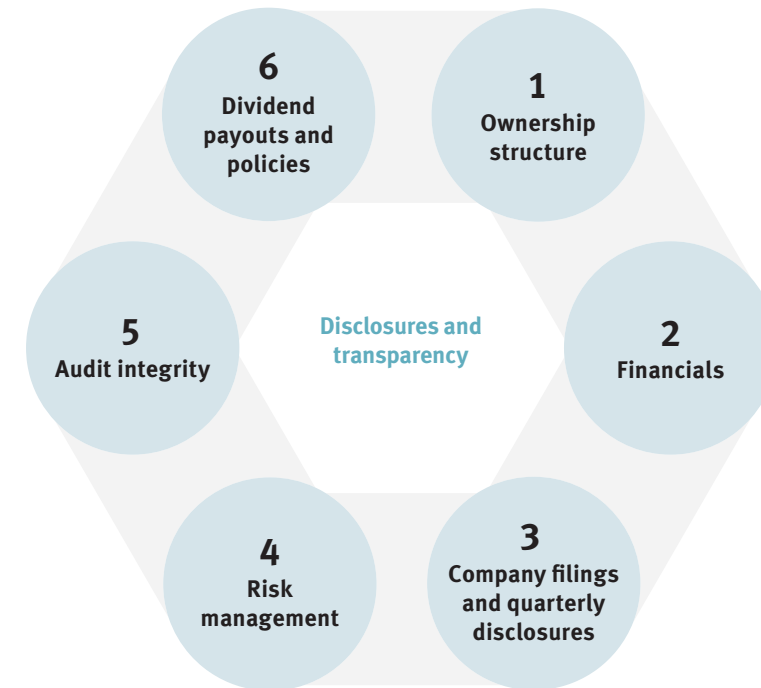 6
Dividend
payouts and
policies
1
Ownership
structure
5
Audit integrity
Disclosures and
transparency
2
Financials
4
Risk
management
3
Company filings
and quarterly
disclosures